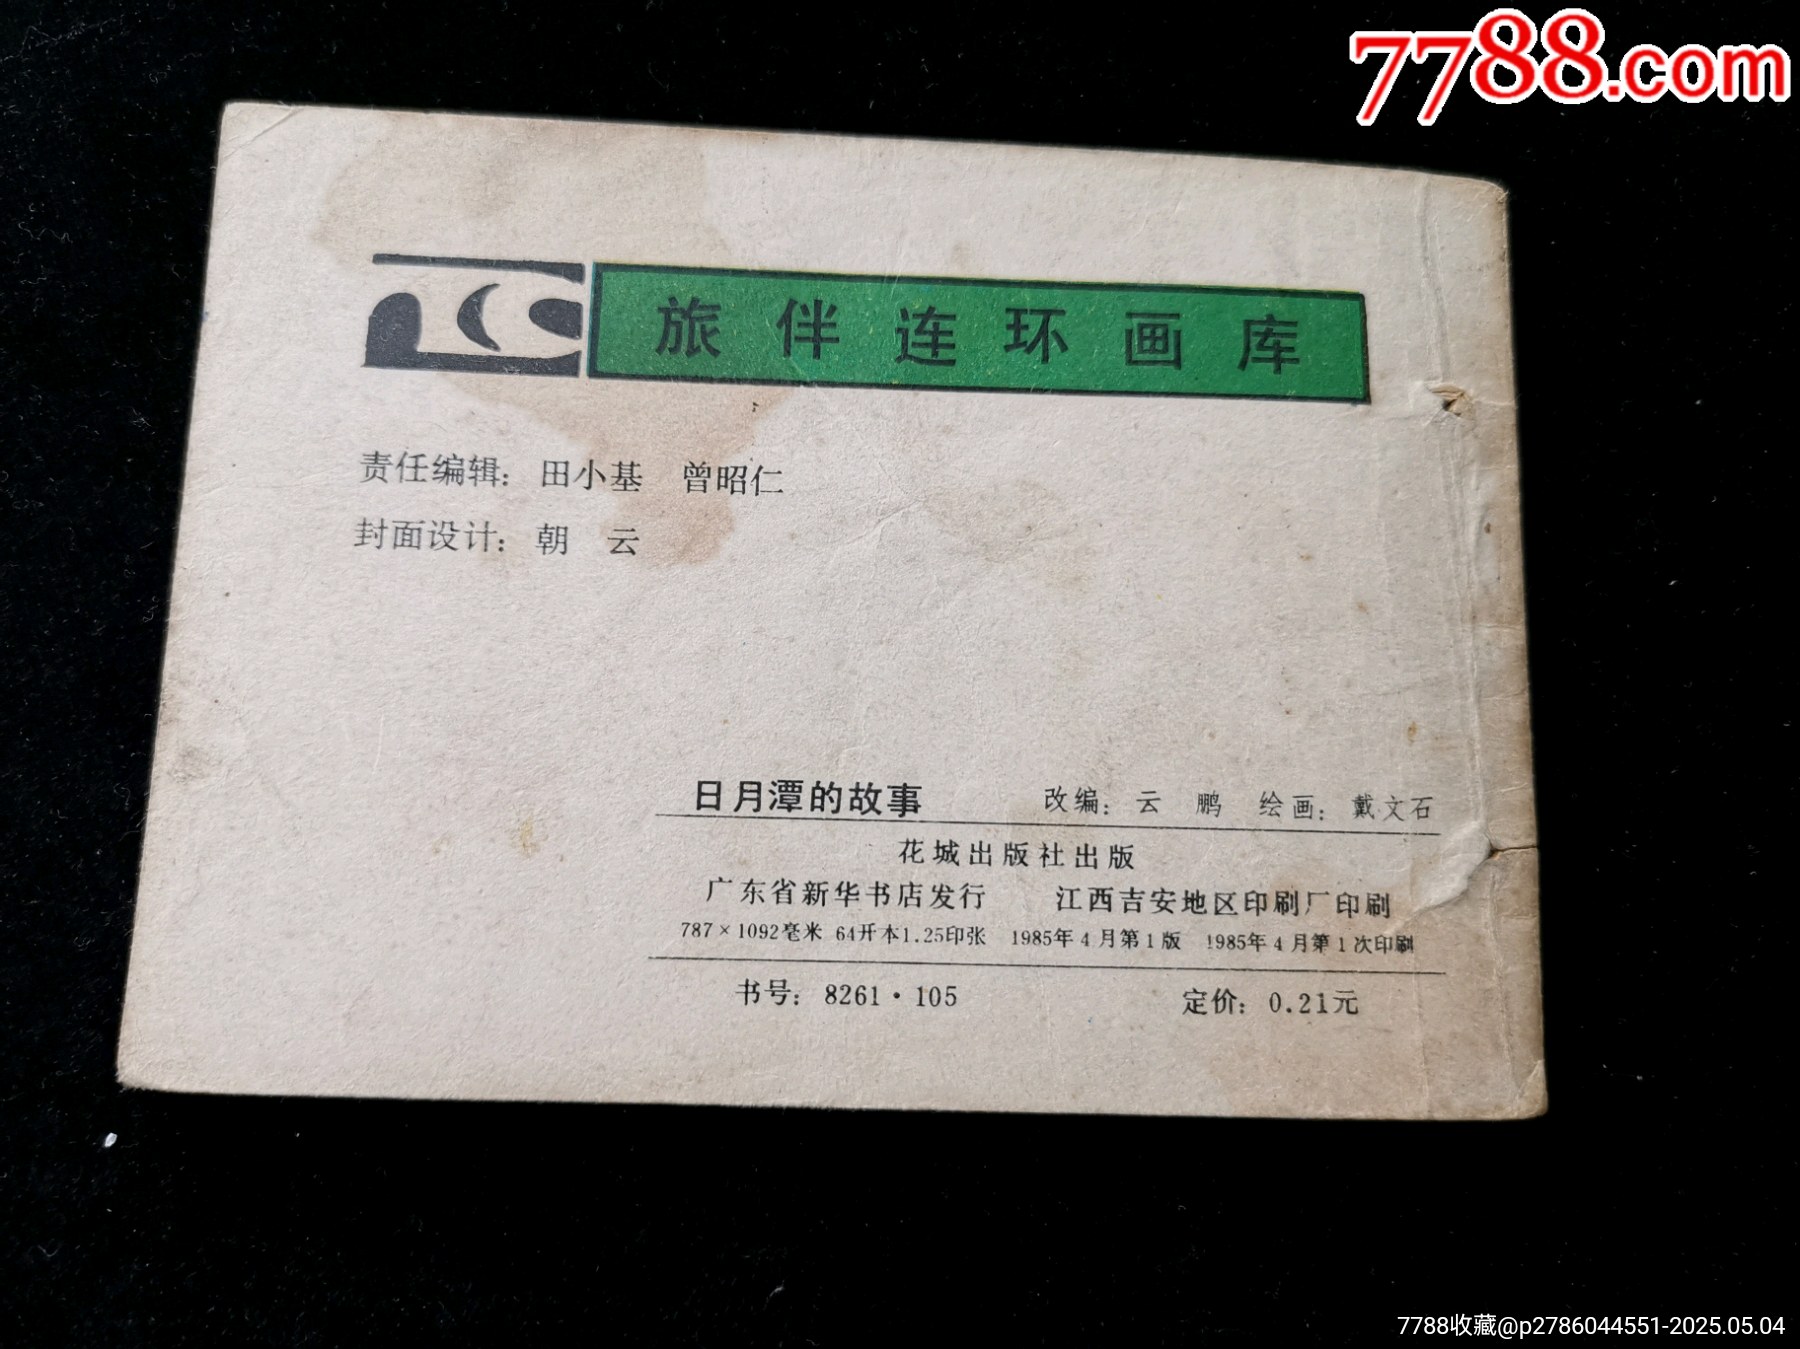 7788.com
旅伴连环画库
责任编辑：田小基 曾昭仁
封面设计：朝 云
日月潭的故事 改编：云 鹏 绘画：戴文石
花城出版社出版
广东省新华书店发行 江西吉安地区印刷厂印刷
787×1092毫米 64开本1.25印张 1985年4月第1版 1985年4月第1次印刷
书号：8261·105 定价：0.21元
7788收藏@p2786044551-2025.05.04